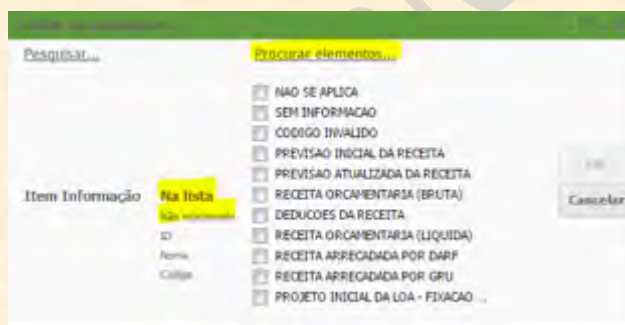 Pesquisar...
Procurar elementos...
NAO SE APLICA
SEM INFORMACAO
CODIGO INVALIDO
PREVISAO INICIAL DA RECEITA
PREVISAO ATUALIZADA DA RECEITA
Item Informação
Na lista
RECEITA ORCAMENTARIA (BRUTA)
Cancelar
DEDUCOES DA RECEITA
ID
RECEITA ORCAMENTARIA (LIQUIDA)
Nome
RECEITA ARRECADADA POR DARF
Código
RECEITA ARRECADADA POR GRU
PROJETO INICIAL DA LOA - FIXACAO ...